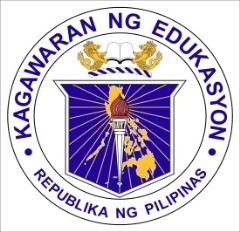 KAGAWARAN NG EDUKASYON
REPUBLIKA NG PILIPINAS